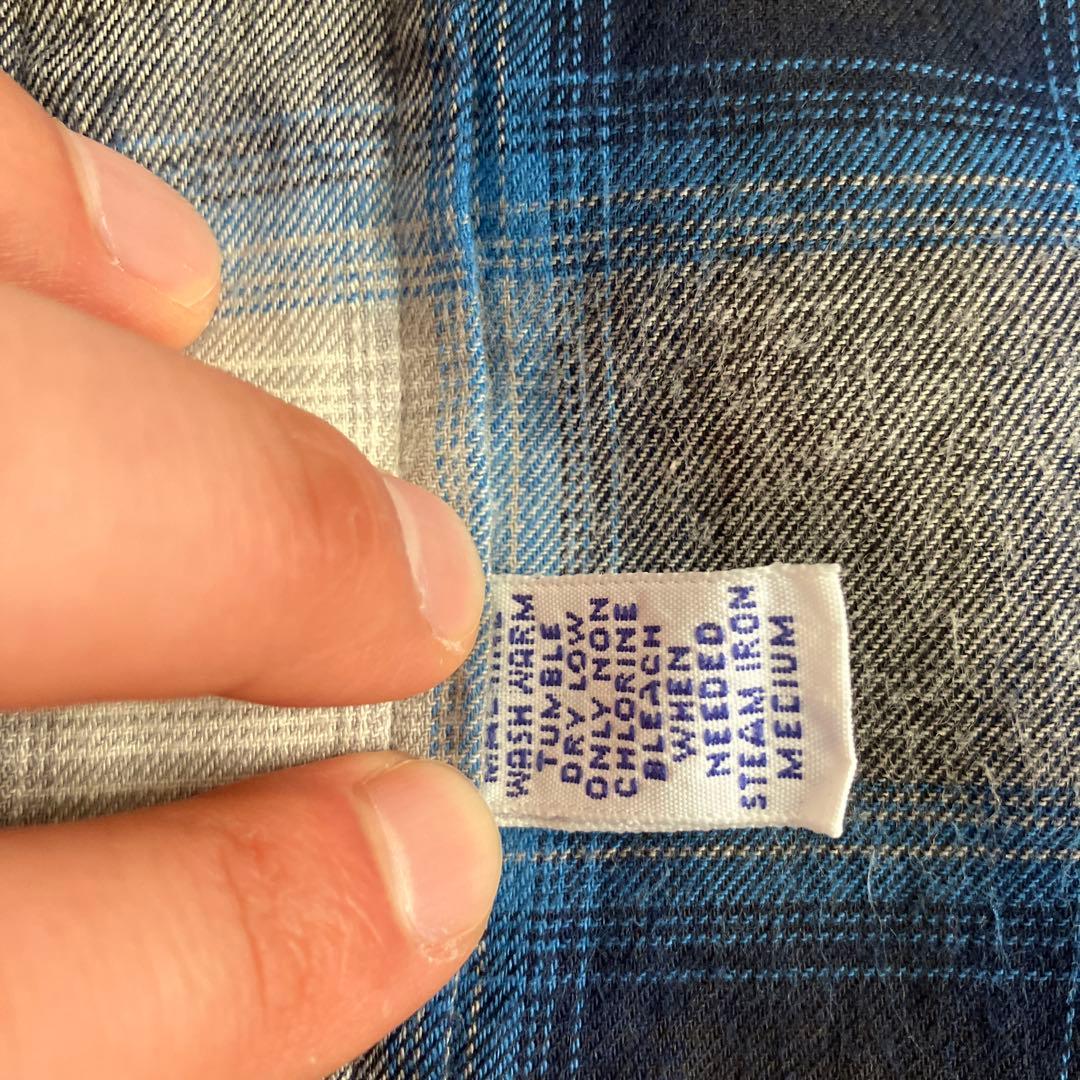 WASH WARM
TUMBLE
DRY LOW
ONLY NON
CHLORINE
BLEACH
WHEN
NEEDED
STEAM IRON
MEDIUM